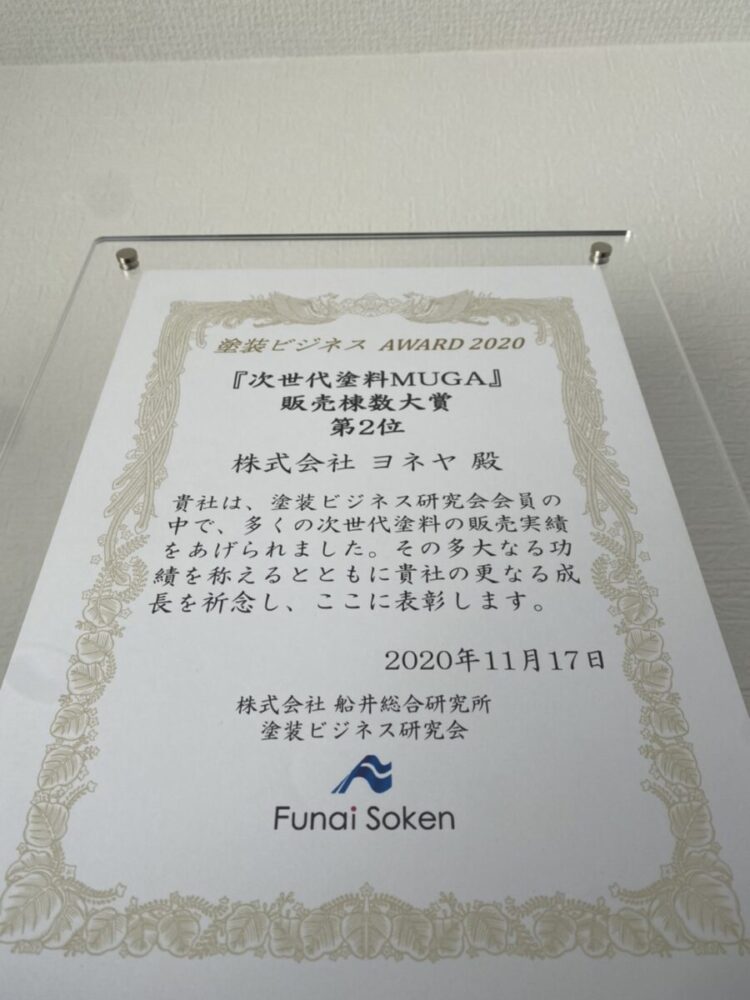 塗装ビジネス AWARD 2020
『次世代塗料MUGA』
販売棟数大賞
第2位
株式会社 ヨネヤ 殿
貴社は、塗装ビジネス研究会会員の
中で、多くの次世代塗料の販売実績
をあげられました。その多大なる功
績を称えるとともに貴社の更なる成
長を祈念し、ここに表彰します。
2020年11月17日
株式会社 船井総合研究所
塗装ビジネス研究会
Funai Soken